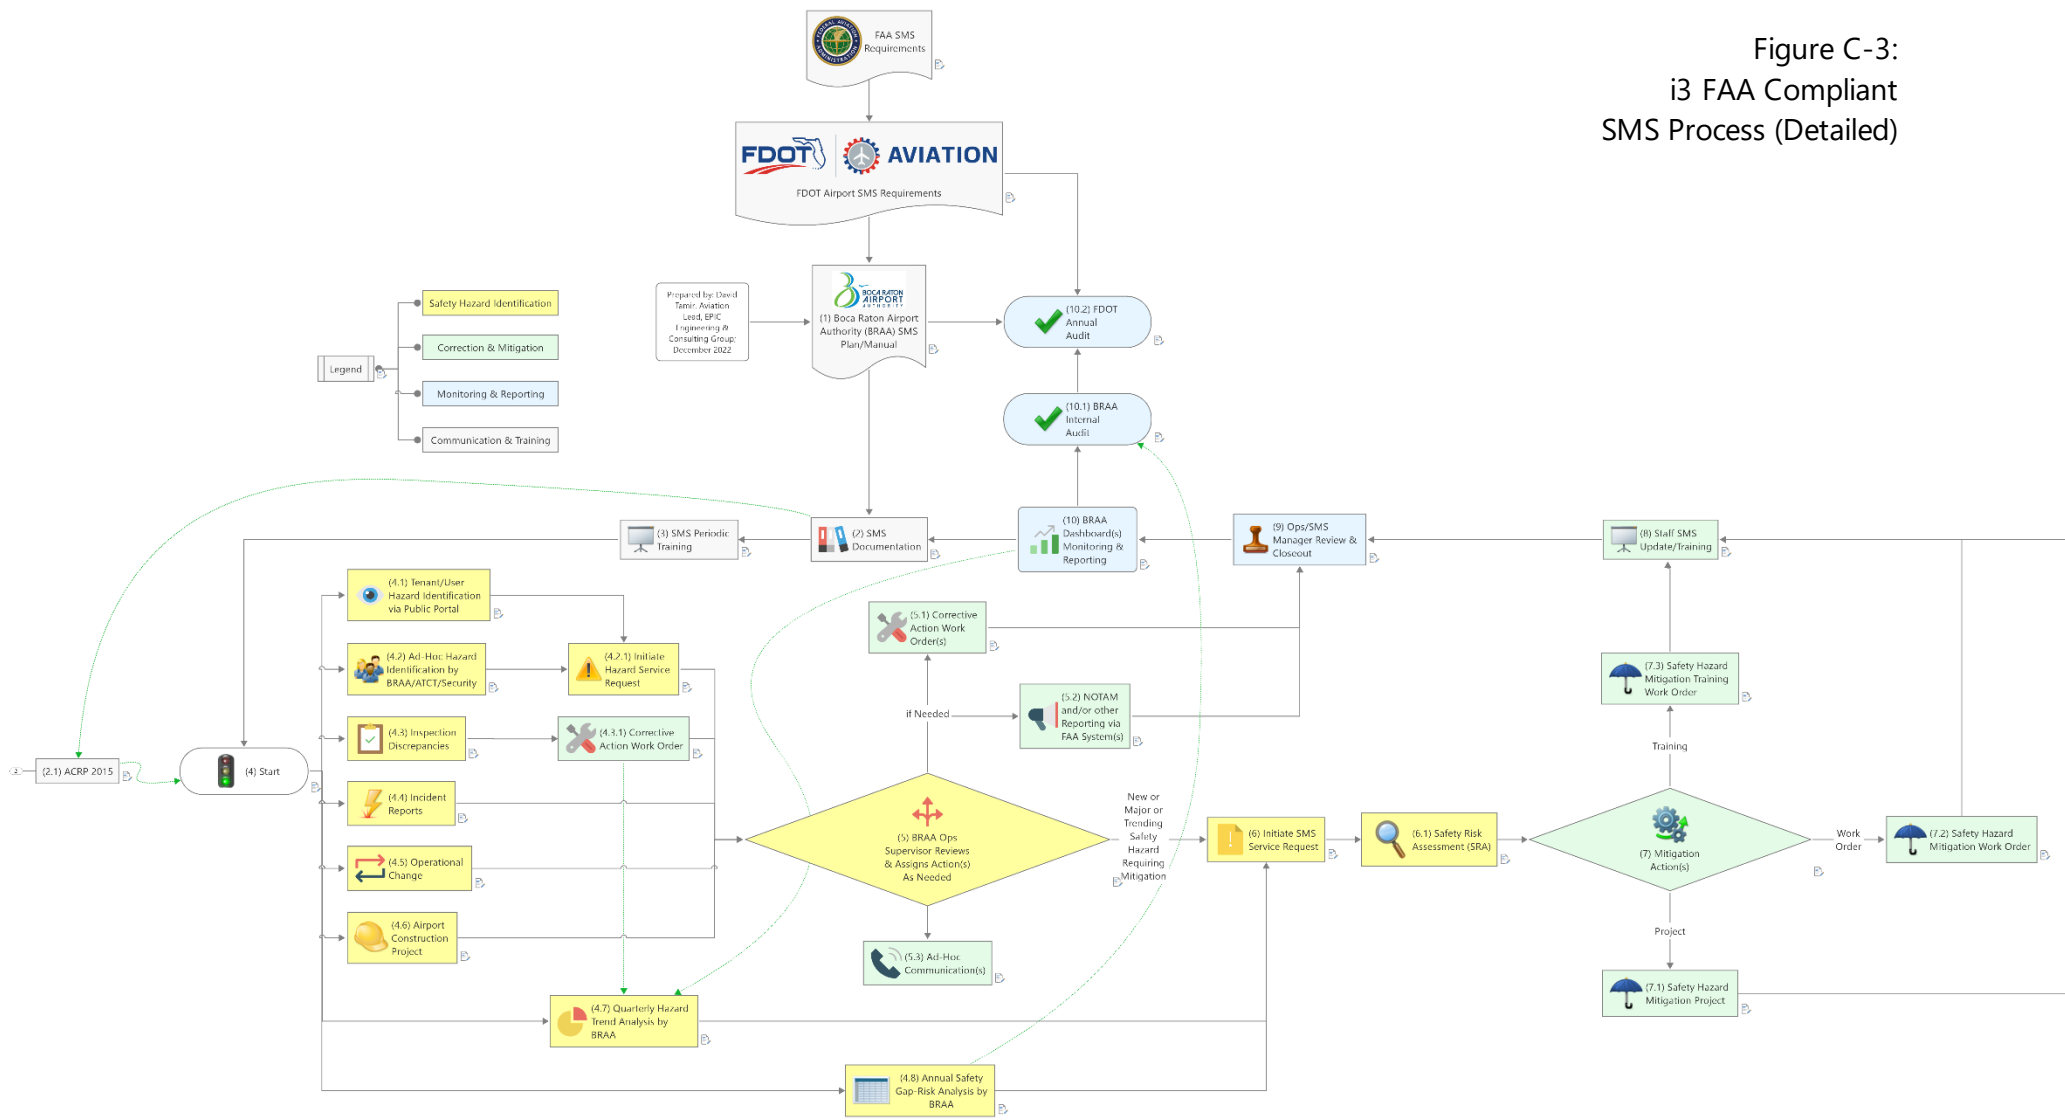 FAA SMS
Requirements
Figure C-3:
i3 FAA Compliant
SMS Process (Detailed)
FDOT
AVIATION
FDOT Airport SMS Requirements
Legend
Safety Hazard Identification
Correction & Mitigation
Monitoring & Reporting
Communication & Training
Prepared by: David
Tamir, Aviation
Lead, EPIC
Engineering &
Consulting Group;
December 2022
BOCA RATON
AIRPORT
AUTHORITY
(1) Boca Raton Airport
Authority (BRAA) SMS
Plan/Manual
(10.2) FDOT
Annual
Audit
(10.1) BRAA
Internal
Audit
(3) SMS Periodic
Training
(2) SMS
Documentation
(10) BRAA
Dashboard(s)
Monitoring &
Reporting
(9) Ops/SMS
Manager Review &
Closeout
(8) Staff SMS
Update/Training
(4.1) Tenant/User
Hazard Identification
via Public Portal
(4.2) Ad-Hoc Hazard
Identification by
BRAA/ATCT/Security
(4.2.1) Initiate
Hazard Service
Request
(4.3) Inspection
Discrepancies
(4.3.1) Corrective
Action Work Order
(4.4) Incident
Reports
(4.5) Operational
Change
(4.6) Airport
Construction
Project
(4.7) Quarterly Hazard
Trend Analysis by
BRAA
(4.8) Annual Safety
Gap-Risk Analysis by
BRAA
2
(2.1) ACRP 2015
(4) Start
(5.1) Corrective
Action Work
Order(s)
if Needed
(5.2) NOTAM
and/or other
Reporting via
FAA System(s)
(5) BRAA Ops
Supervisor Reviews
& Assigns Action(s)
As Needed
(5.3) Ad-Hoc
Communication(s)
New or
Major or
Trending
Safety
Hazard
Requiring
Mitigation
(6) Initiate SMS
Service Request
(6.1) Safety Risk
Assessment (SRA)
(7) Mitigation
Action(s)
Training
(7.3) Safety Hazard
Mitigation Training
Work Order
Work
Order
(7.2) Safety Hazard
Mitigation Work Order
Project
(7.1) Safety Hazard
Mitigation Project